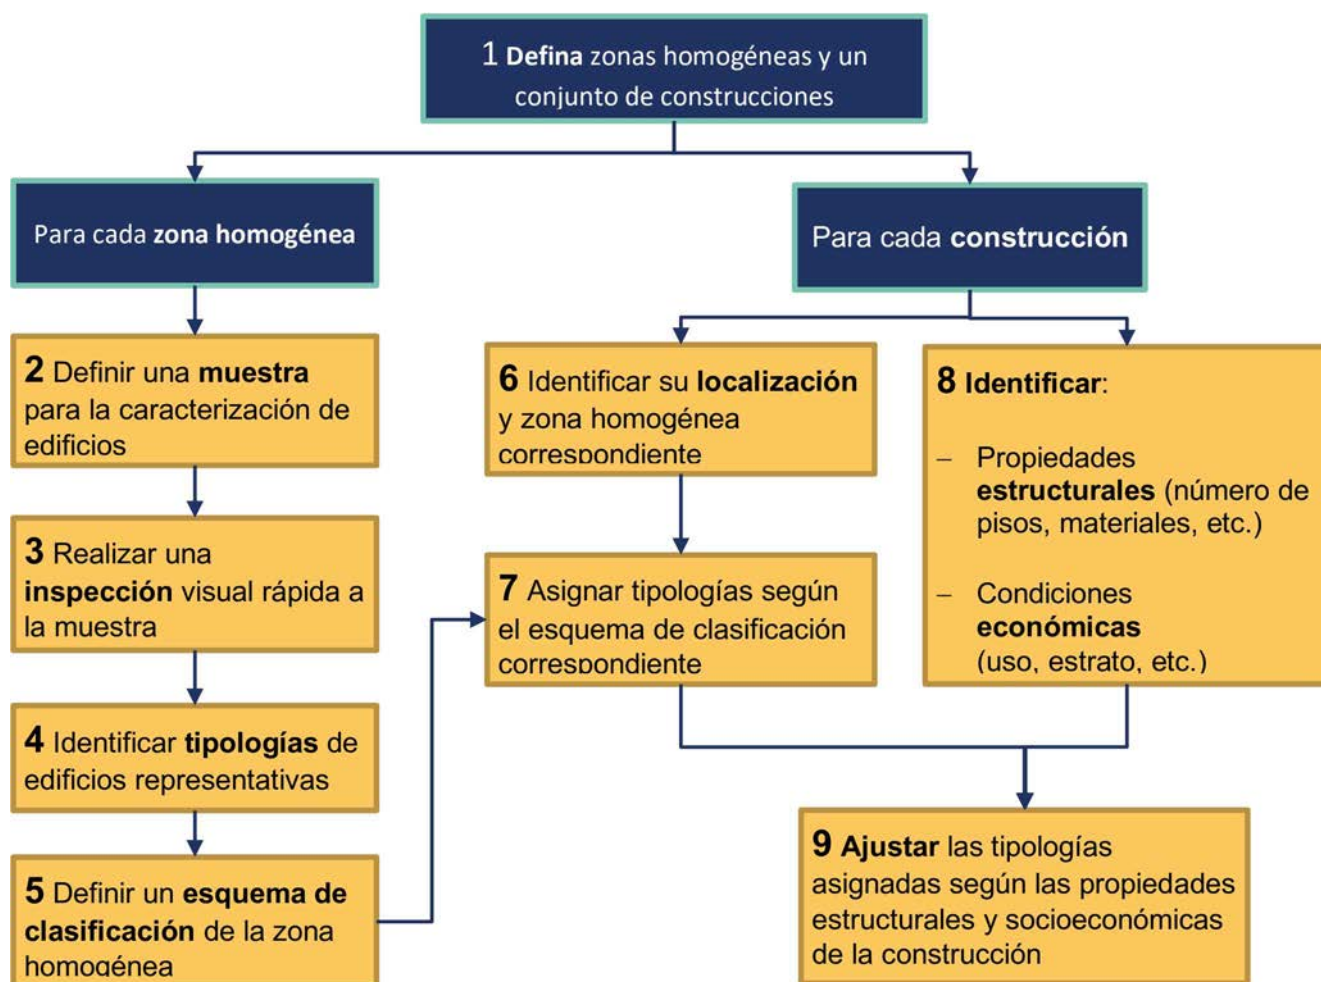 1 Defina zonas homogéneas y un
conjunto de construcciones
Para cada zona homogénea
Para cada construcción
2 Definir una muestra
para la caracterización de
edificios
3 Realizar una
inspección visual rápida a
la muestra
4 Identificar tipologías de
edificios representativas
5 Definir un esquema de
clasificación de la zona
homogénea
6 Identificar su localización
y zona homogénea
correspondiente
7 Asignar tipologías según
el esquema de clasificación
correspondiente
8 Identificar:
– Propiedades
estructurales (número de
pisos, materiales, etc.)
– Condiciones
económicas
(uso, estrato, etc.)
9 Ajustar las tipologías
asignadas según las propiedades
estructurales y socioeconómicas
de la construcción